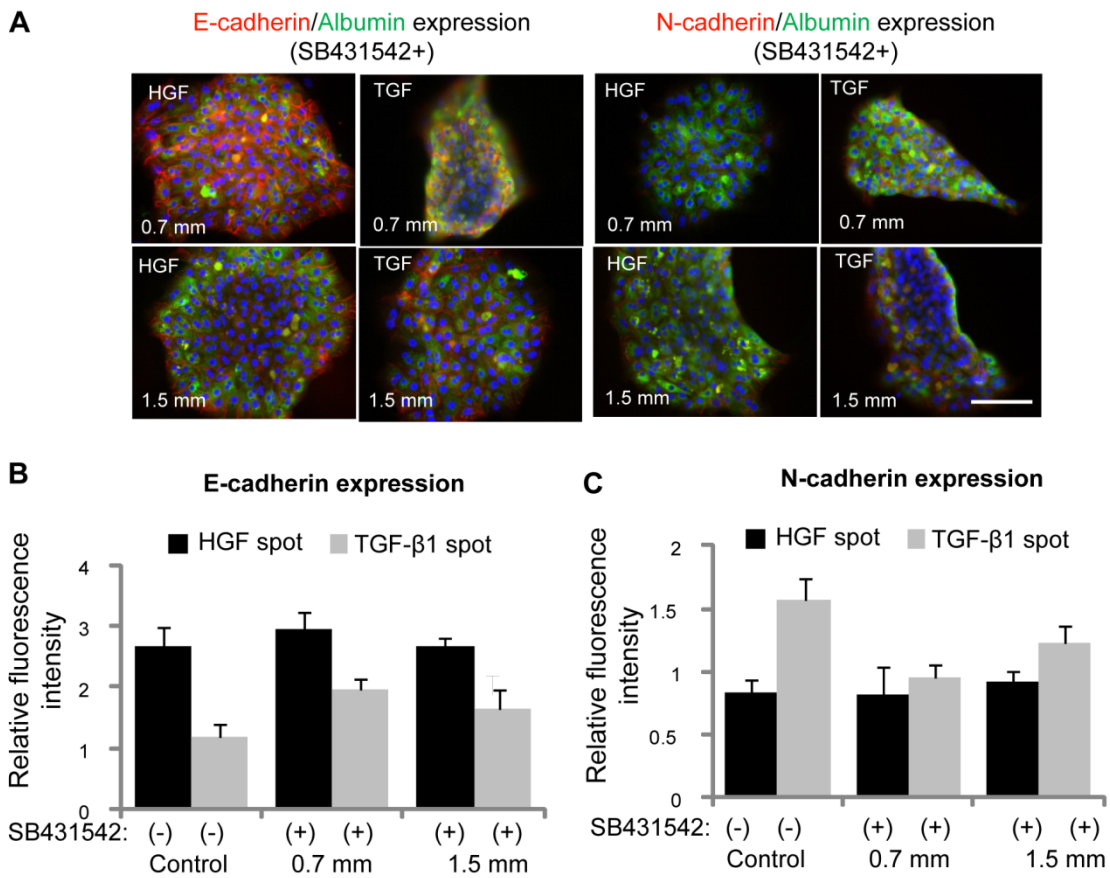 A
E-cadherin/Albumin expression
(SB431542+)
N-cadherin/Albumin expression
(SB431542+)
HGF
0.7 mm
TGF
0.7 mm
HGF
0.7 mm
TGF
0.7 mm
HGF
1.5 mm
TGF
1.5 mm
HGF
1.5 mm
TGF
1.5 mm
B
E-cadherin expression
HGF spot TGF-β1 spot
Relative fluorescence
intensity
4
3
2
1
0
SB431542: (-) (-) (+) (+) (+) (+)
Control 0.7 mm 1.5 mm
C
N-cadherin expression
HGF spot TGF-β1 spot
Relative fluorescence
intensity
2
1.5
1
0.5
0
SB431542: (-) (-) (+) (+) (+) (+)
Control 0.7 mm 1.5 mm